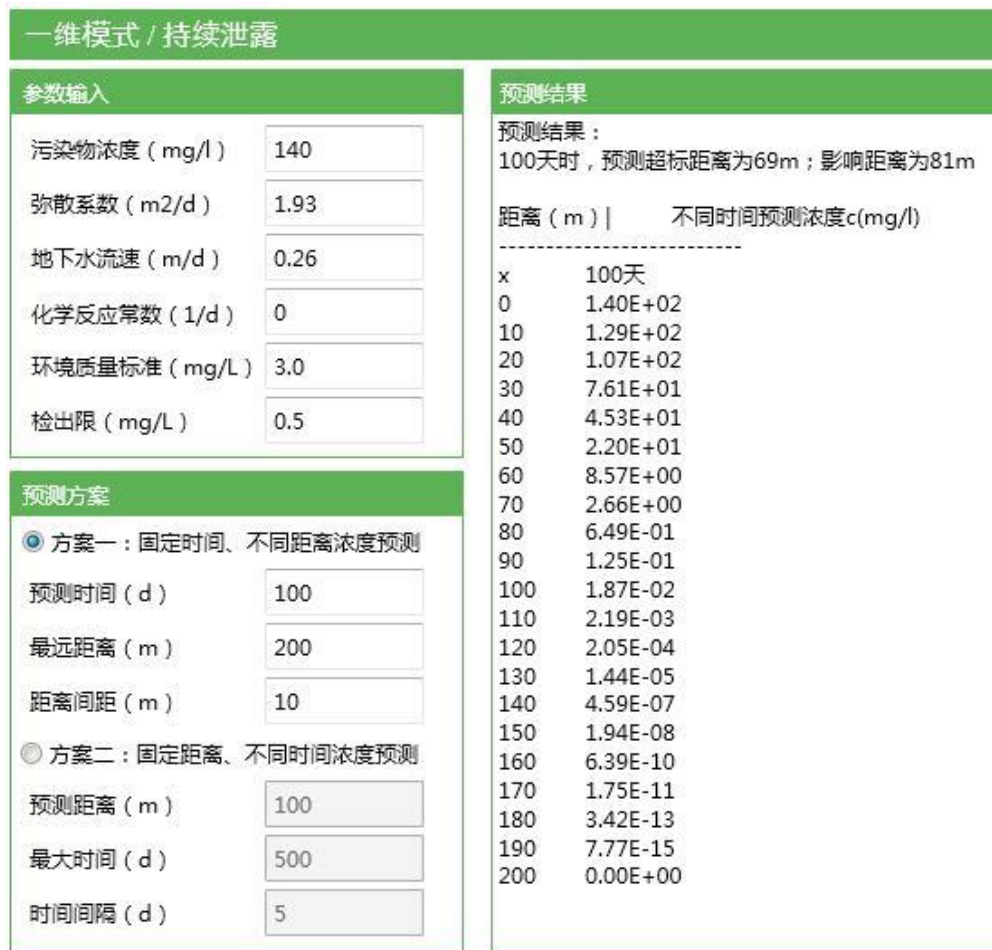 一维模式 / 持续泄露
参数输入
污染物浓度（mg/l） 140
弥散系数（m2/d） 1.93
地下水流速（m/d） 0.26
化学反应常数（1/d） 0
环境质量标准（mg/L） 3.0
检出限（mg/L） 0.5
预测方案
方案一：固定时间、不同距离浓度预测
预测时间（d） 100
最远距离（m） 200
距离间距（m） 10
方案二：固定距离、不同时间浓度预测
预测距离（m） 100
最大时间（d） 500
时间间隔（d） 5
预测结果
预测结果：
100天时，预测超标距离为69m；影响距离为81m
距离（m）| 不同时间预测浓度c(mg/l)
--------------------------
x 100天
0 1.40E+02
10 1.29E+02
20 1.07E+02
30 7.61E+01
40 4.53E+01
50 2.20E+01
60 8.57E+00
70 2.66E+00
80 6.49E-01
90 1.25E-01
100 1.87E-02
110 2.19E-03
120 2.05E-04
130 1.44E-05
140 4.59E-07
150 1.94E-08
160 6.39E-10
170 1.75E-11
180 3.42E-13
190 7.77E-15
200 0.00E+00